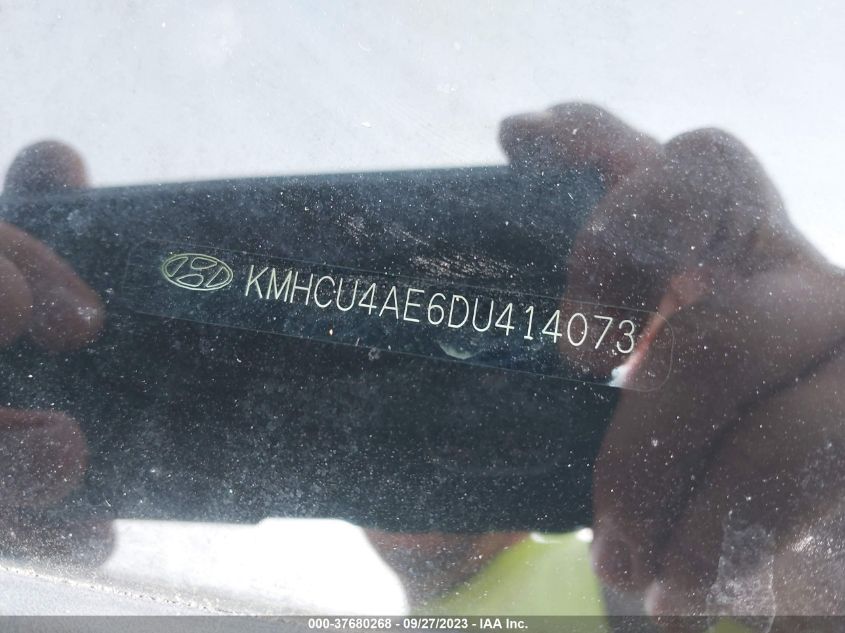 KMHCU4AE6DU414073
000-37680268 - 09/27/2023 - IAA Inc.